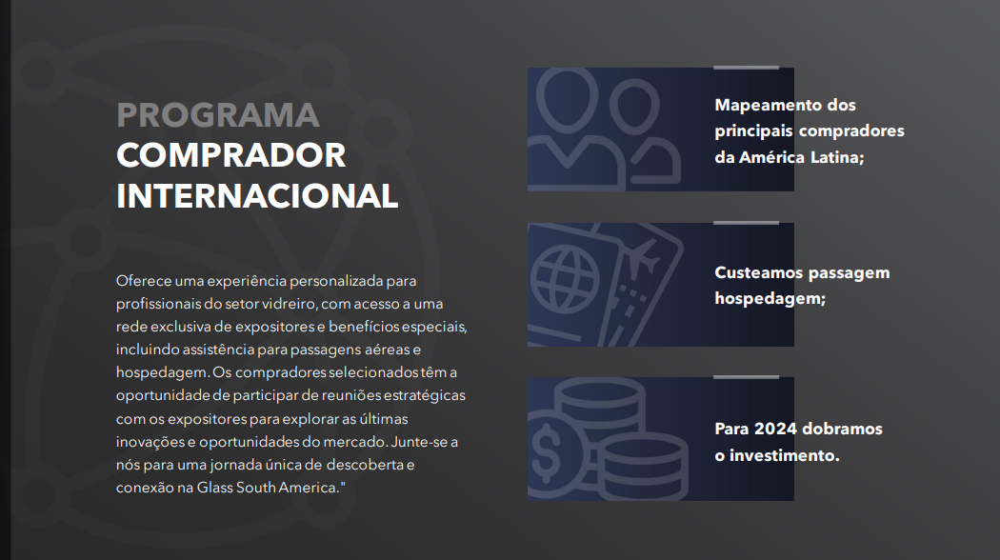 PROGRAMA
COMPRADOR
INTERNACIONAL
Oferece uma experiência personalizada para
profissionais do setor vidreiro, com acesso a uma
rede exclusiva de expositores e benefícios especiais,
incluindo assistência para passagens aéreas e
hospedagem. Os compradores selecionados têm a
oportunidade de participar de reuniões estratégicas
com os expositores para explorar as últimas
inovações e oportunidades do mercado. Junte-se a
nós para uma jornada única de descoberta e
conexão na Glass South America."
Mapeamento dos
principais compradores
da América Latina;
Custeamos passagem
hospedagem;
$
Para 2024 dobramos
o investimento.